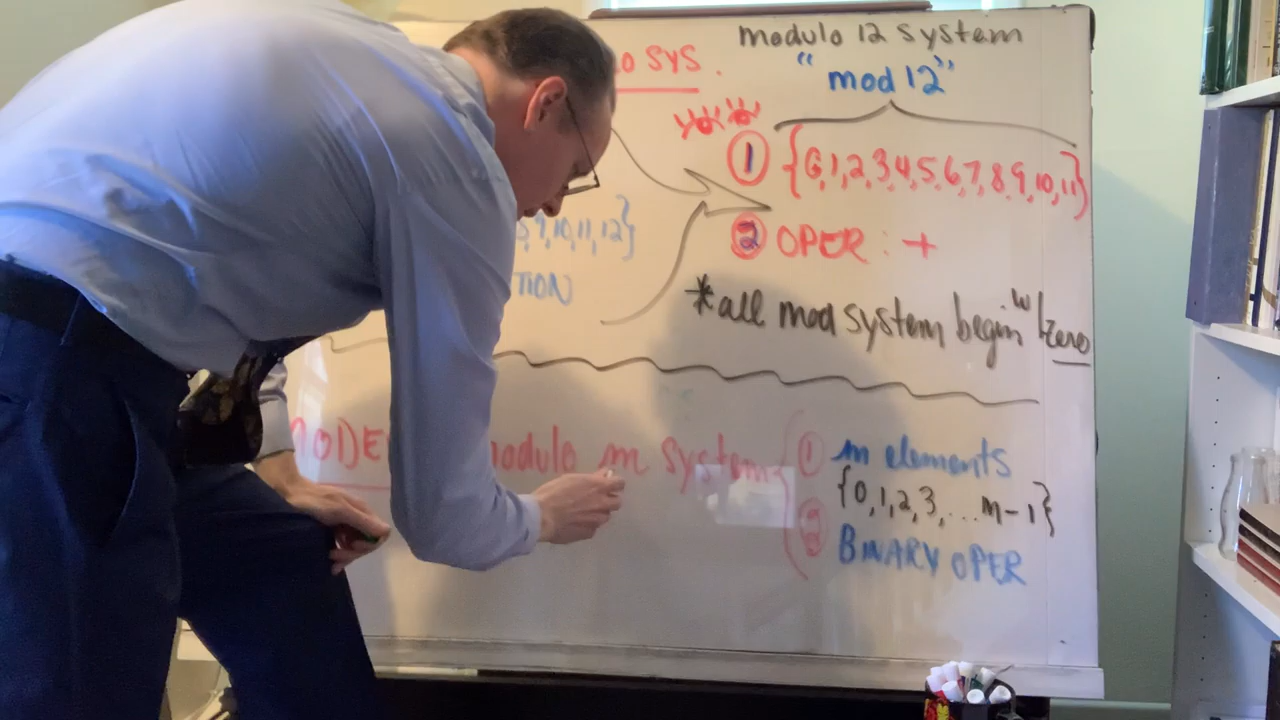 SYS.
modulo 12 system
"mod 12"
① {0,1,2,3,4,5,6,7,8,9,10,11}
② OPER: +
9,10,11,12}
TION
*all mod system begin w/zero
MODE modulo m system
① m elements
{0,1,2,3,...m-1}
② BINARY OPER